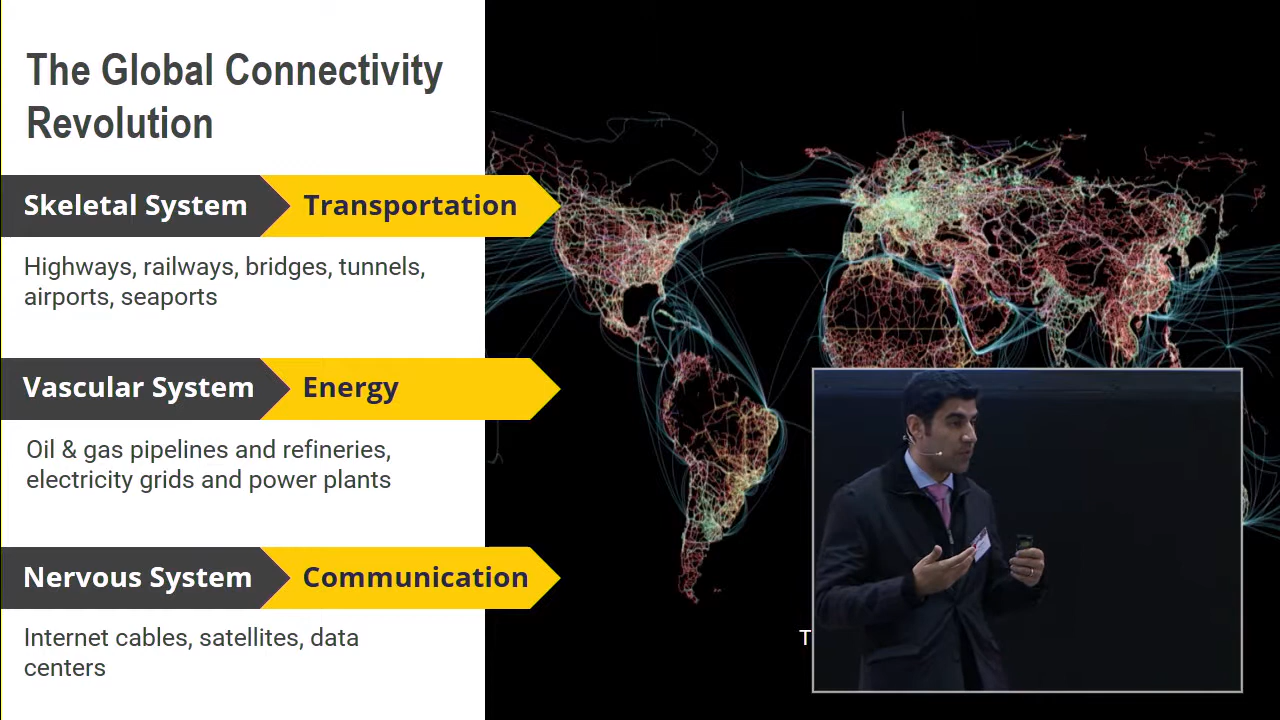 The Global Connectivity
Revolution
Skeletal System
Transportation
Highways, railways, bridges, tunnels,
airports, seaports
Vascular System
Energy
Oil & gas pipelines and refineries,
electricity grids and power plants
Nervous System
Communication
Internet cables, satellites, data
centers